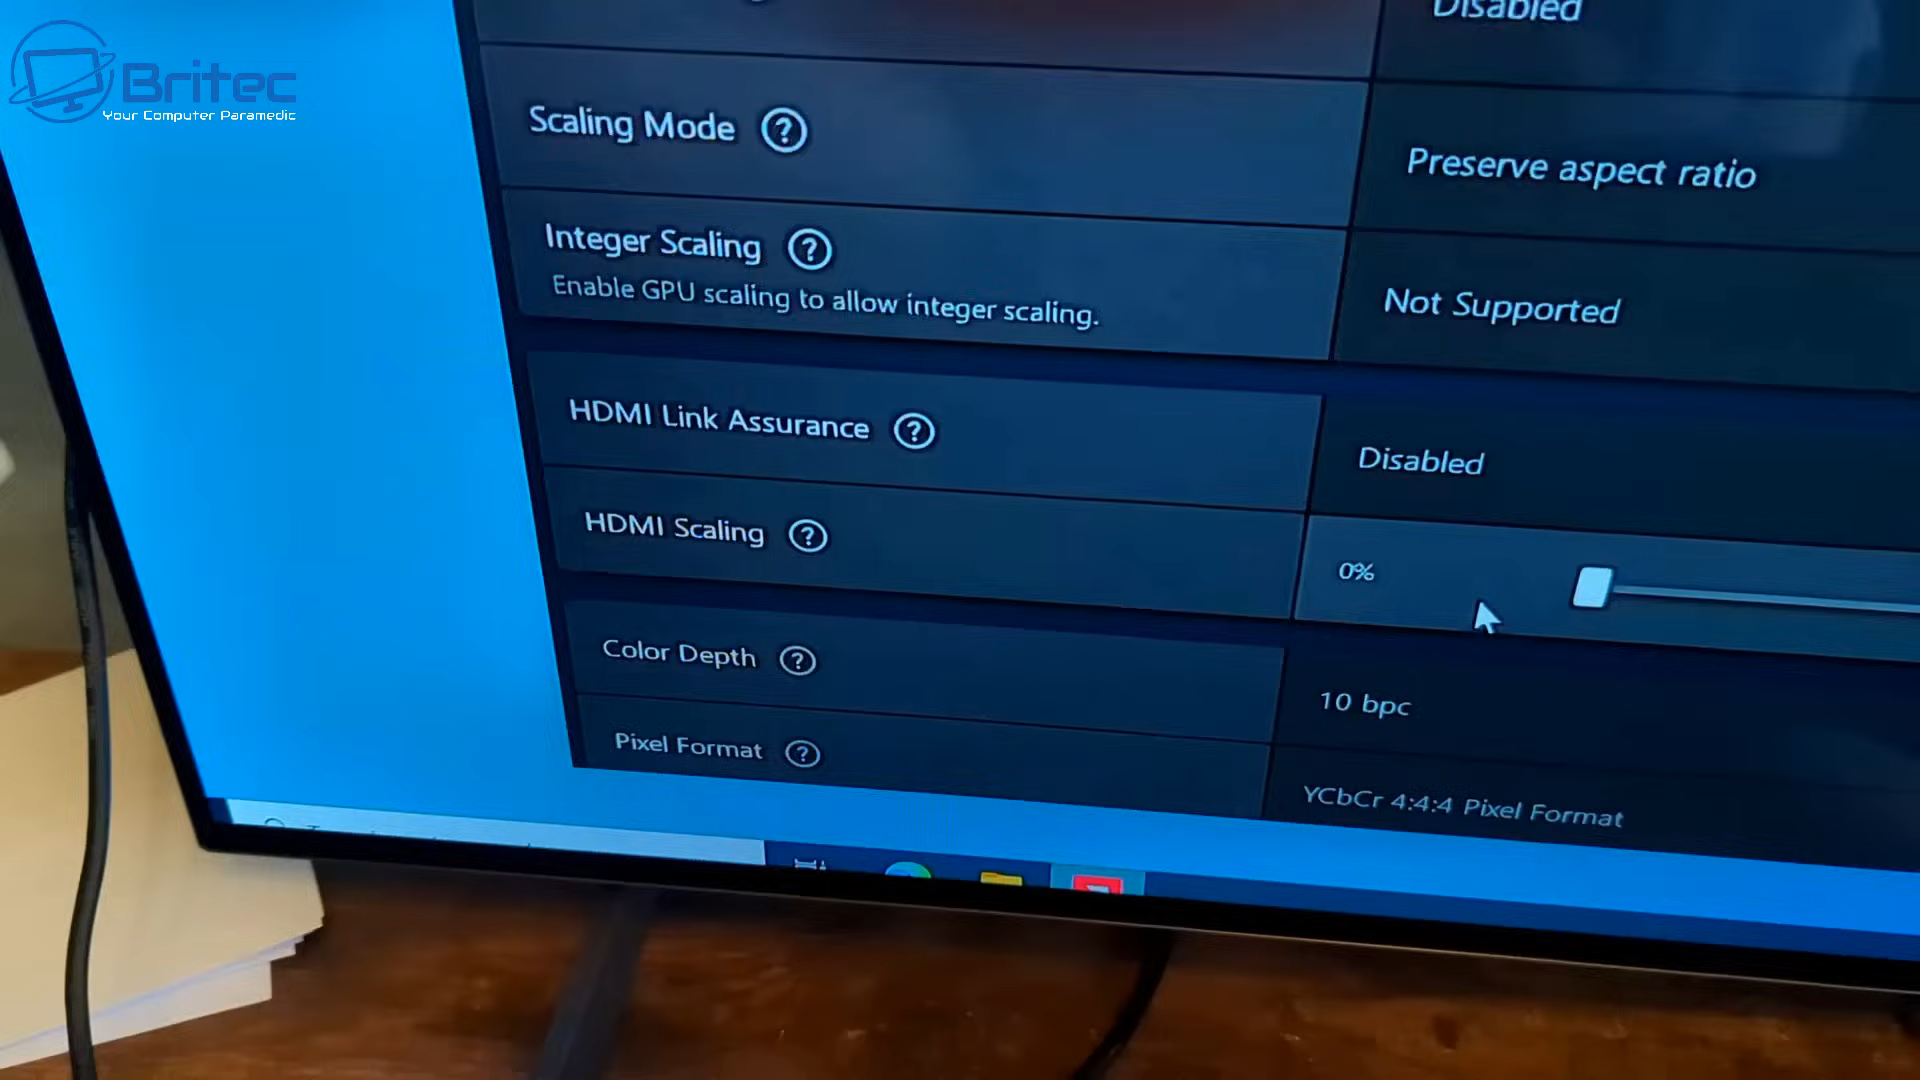 Britec
Your Computer Paramedic
Disabled
Scaling Mode ?
Preserve aspect ratio
Integer Scaling ?
Enable GPU scaling to allow integer scaling.
Not Supported
HDMI Link Assurance ?
Disabled
HDMI Scaling ?
0%
Color Depth ?
10 bpc
Pixel Format ?
YCbCr 4:4:4 Pixel Format